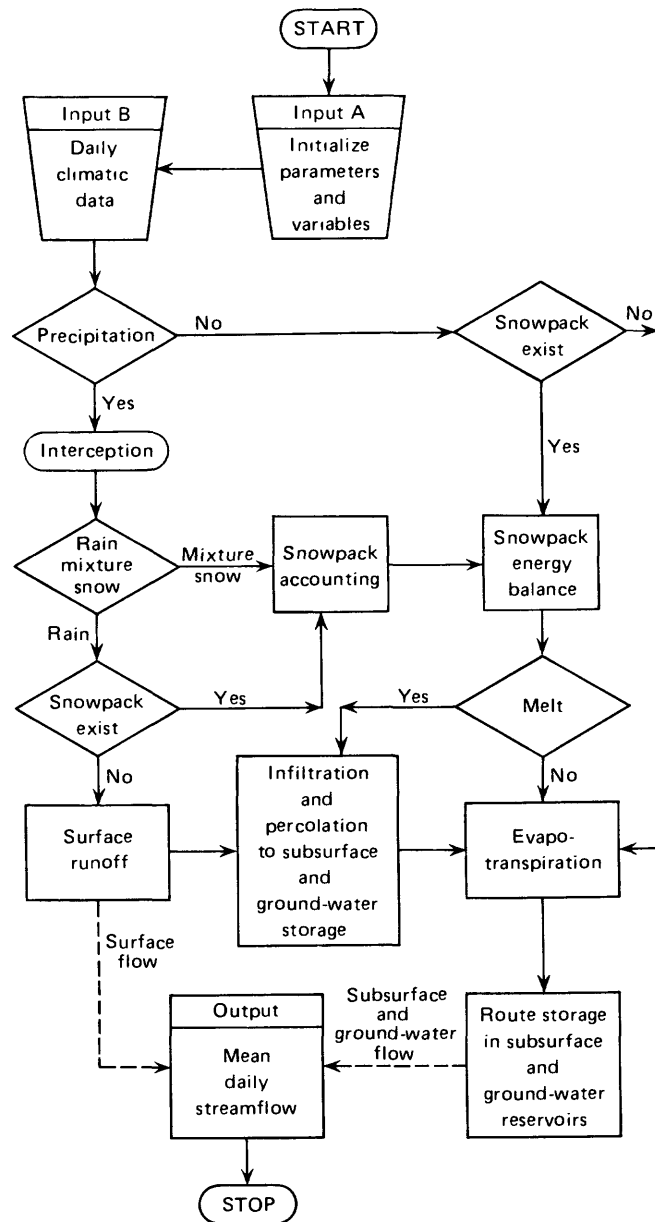 START
Input B
Daily
climatic
data
Input A
Initialize
parameters
and
variables
Precipitation
No
Snowpack
exist
No
Yes
Yes
Interception
Rain
mixture
snow
Mixture
snow
Snowpack
accounting
Snowpack
energy
balance
Rain
Snowpack
exist
Yes
Yes
Melt
No
No
Surface
runoff
Infiltration
and
percolation
to subsurface
and
ground-water
storage
Evapo-
transpiration
Surface
flow
Output
Mean
daily
streamflow
Subsurface
and
ground-water
flow
Route storage
in subsurface
and
ground-water
reservoirs
STOP